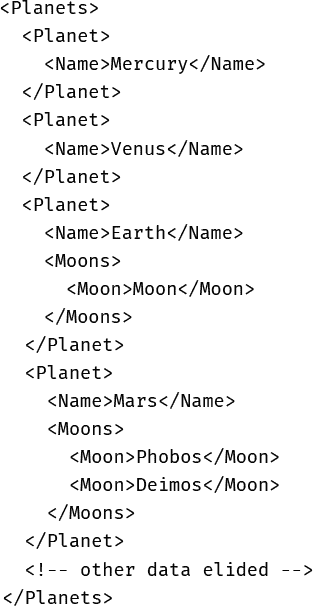 <Planets>
  <Planet>
    <Name>Mercury</Name>
  </Planet>
  <Planet>
    <Name>Venus</Name>
  </Planet>
  <Planet>
    <Name>Earth</Name>
    <Moons>
      <Moon>Moon</Moon>
    </Moons>
  </Planet>
  <Planet>
    <Name>Mars</Name>
    <Moons>
      <Moon>Phobos</Moon>
      <Moon>Deimos</Moon>
    </Moons>
  </Planet>
  <!-- other data elided -->
</Planets>